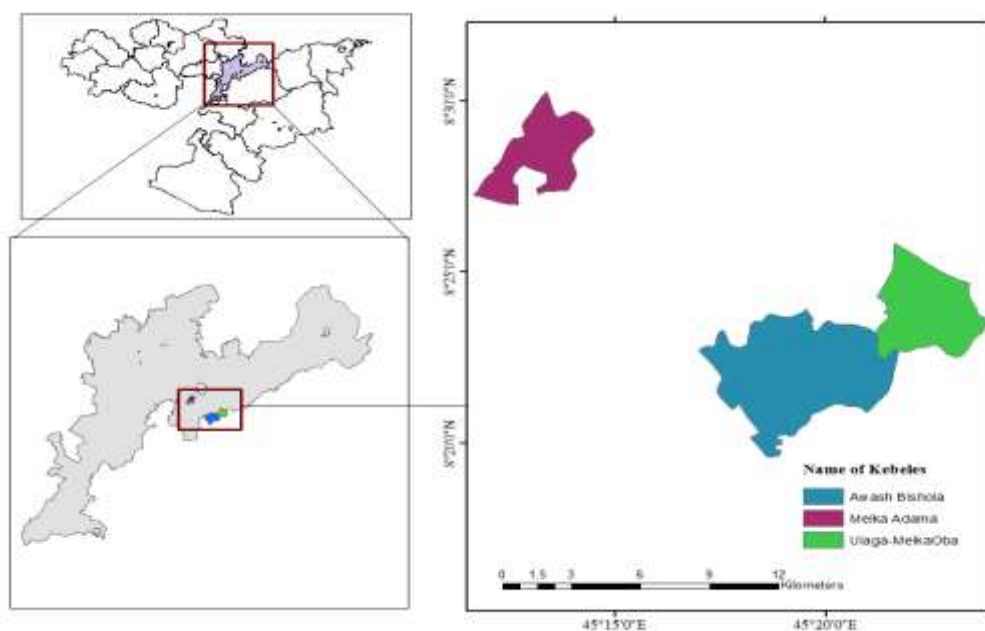 8°30'0"N
8°25'0"N
8°20'0"N
Name of Kebeles
Awash Bishola
Melka Adama
Ulaga-MelkaOba
0 1.5 3 6 9 12
Kilometers
45°15'0"E 45°20'0"E